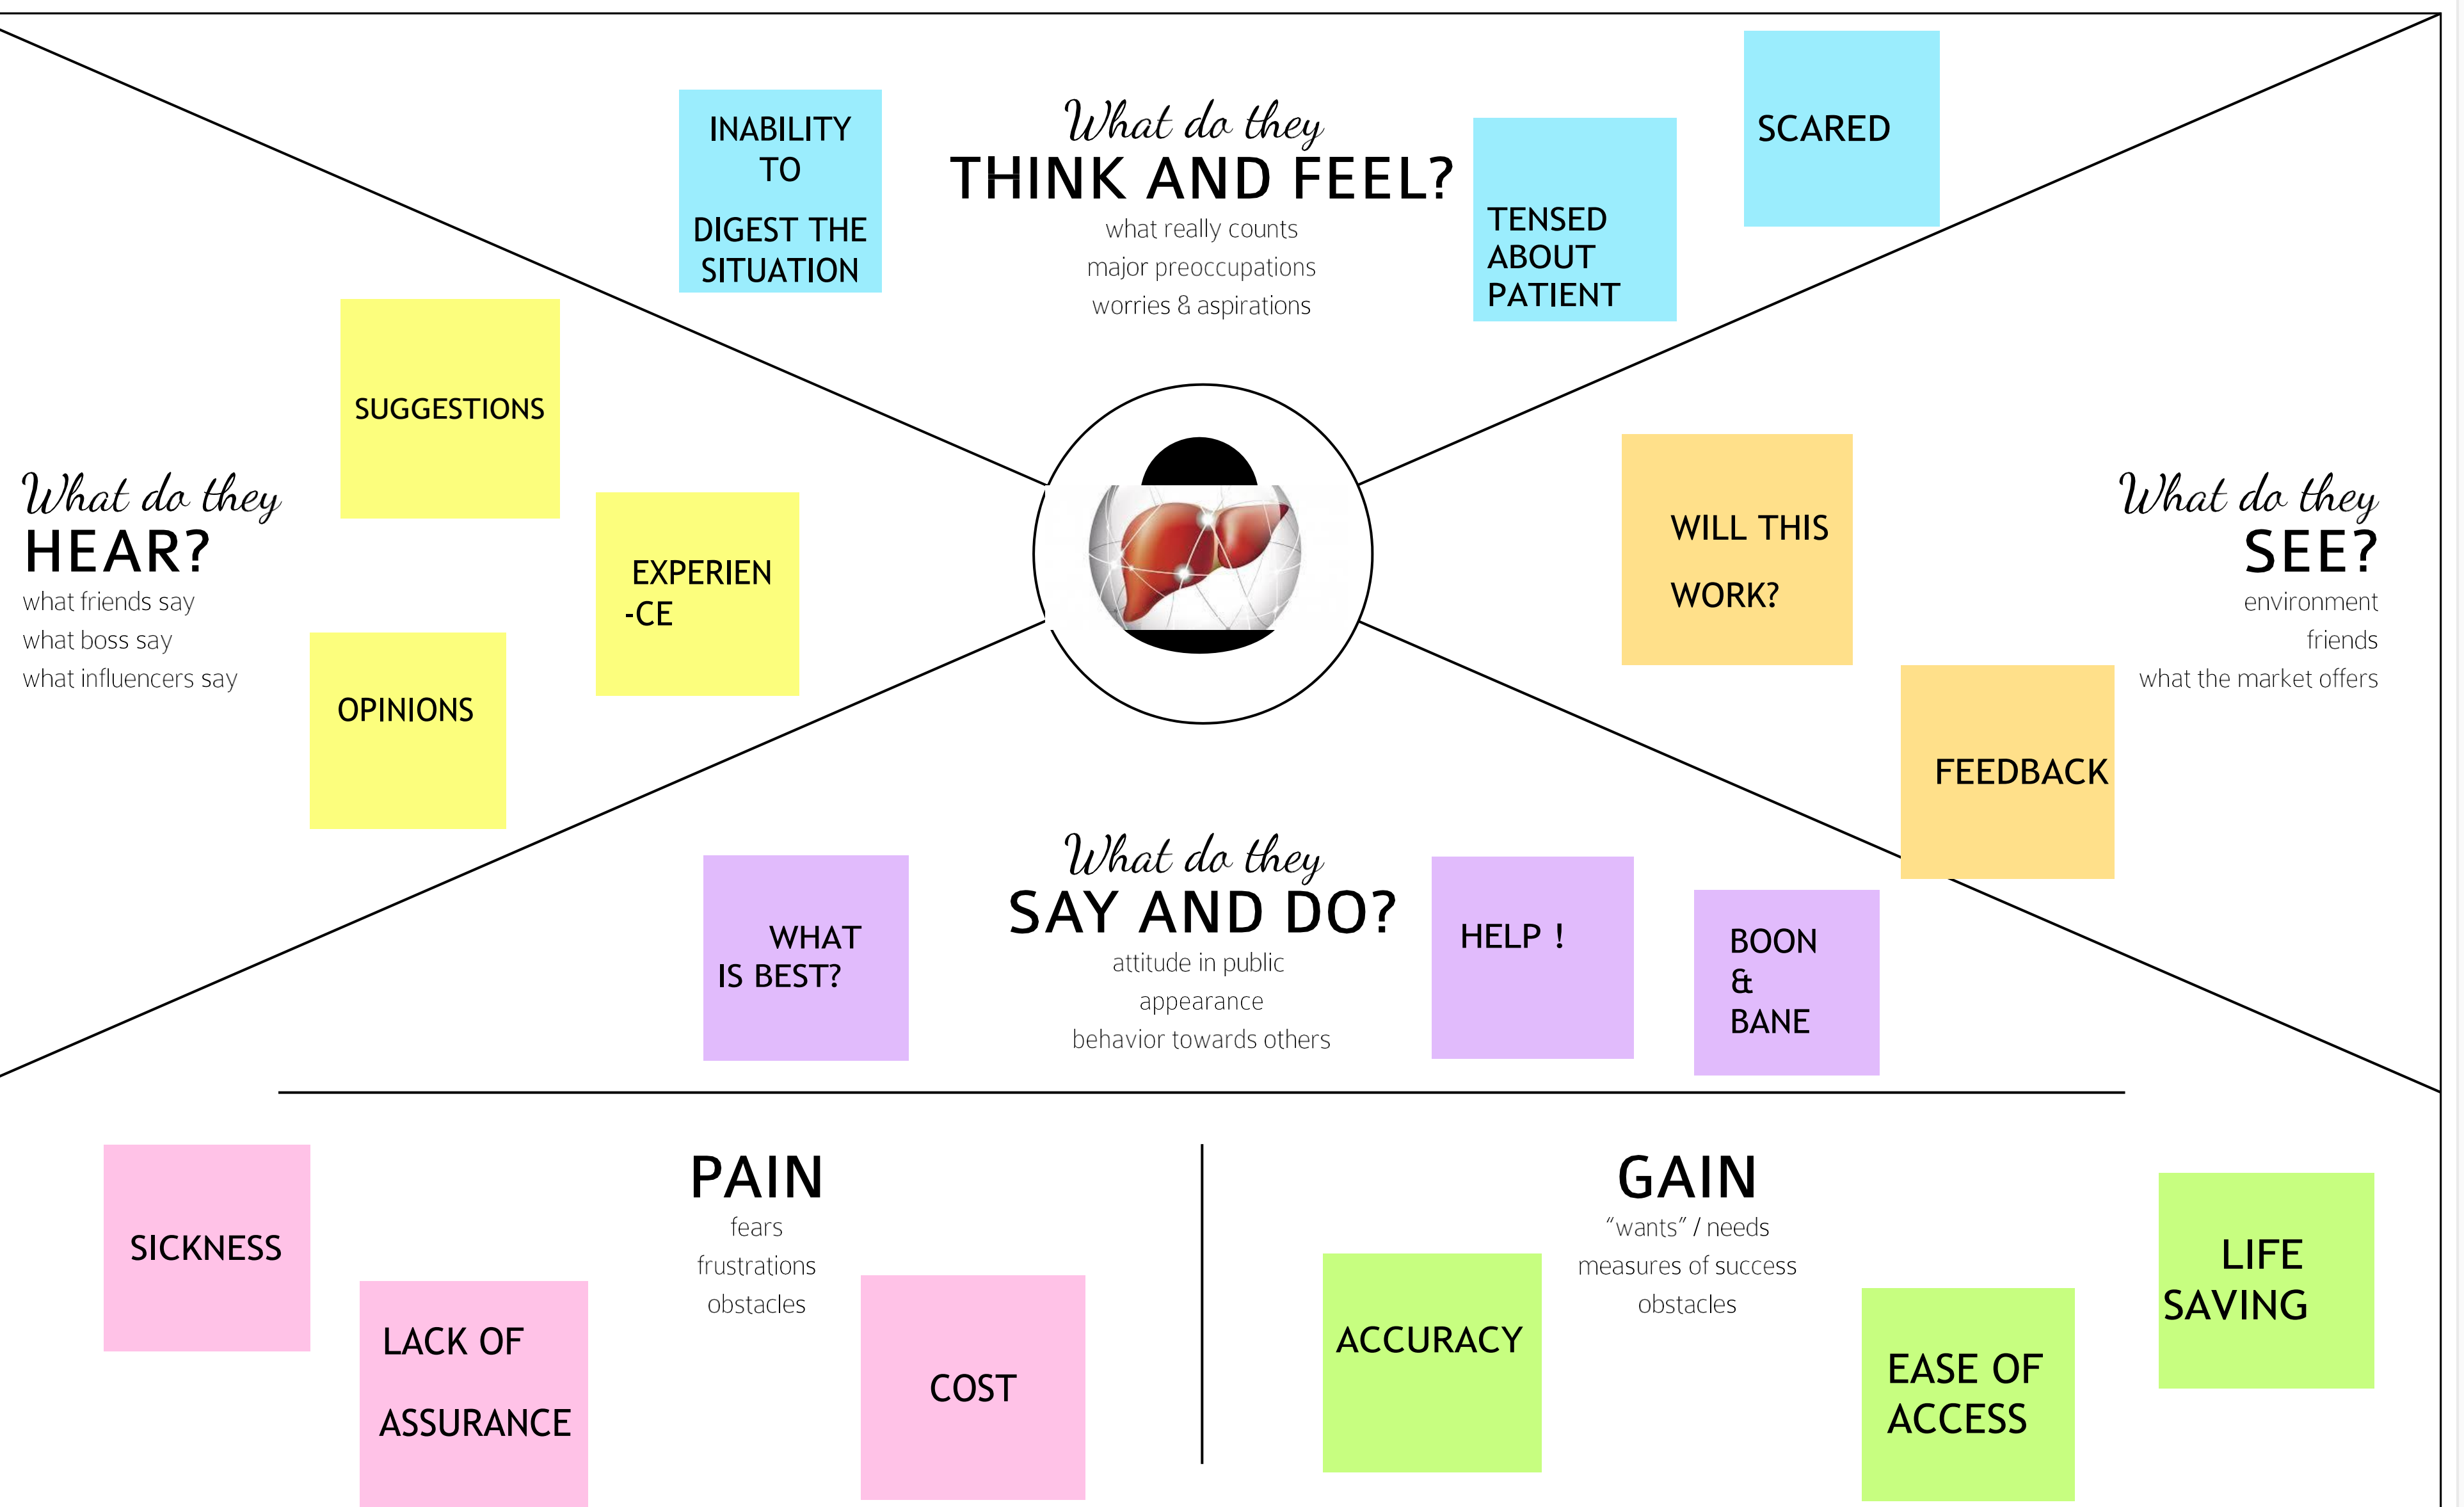 What do they
THINK AND FEEL?
what really counts
major preoccupations
worries & aspirations
INABILITY
TO
DIGEST THE
SITUATION
TENSED
ABOUT
PATIENT
SCARED
What do they
HEAR?
what friends say
what boss say
what influencers say
SUGGESTIONS
EXPERIEN
-CE
OPINIONS
What do they
SEE?
environment
friends
what the market offers
WILL THIS
WORK?
FEEDBACK
What do they
SAY AND DO?
attitude in public
appearance
behavior towards others
WHAT
IS BEST?
HELP !
BOON
&
BANE
PAIN
fears
frustrations
obstacles
SICKNESS
LACK OF
ASSURANCE
COST
GAIN
“wants” / needs
measures of success
obstacles
ACCURACY
EASE OF
ACCESS
LIFE
SAVING